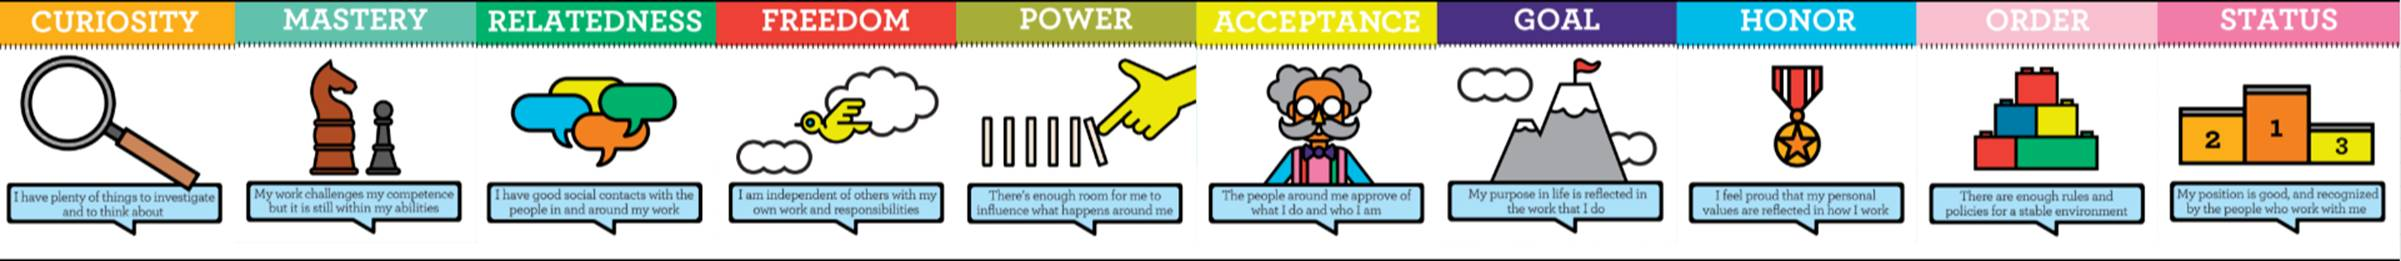 CURIOSITY
I have plenty of things to investigate
and to think about
MASTERY
My work challenges my competence
but it is still within my abilities
RELATEDNESS
I have good social contacts with the
people in and around my work
FREEDOM
I am independent of others with my
own work and responsibilities
POWER
There's enough room for me to
influence what happens around me
ACCEPTANCE
The people around me approve of
what I do and who I am
GOAL
My purpose in life is reflected in
the work that I do
HONOR
I feel proud that my personal
values are reflected in how I work
ORDER
There are enough rules and
policies for a stable environment
STATUS
2
1
3
My position is good, and recognized
by the people who work with me